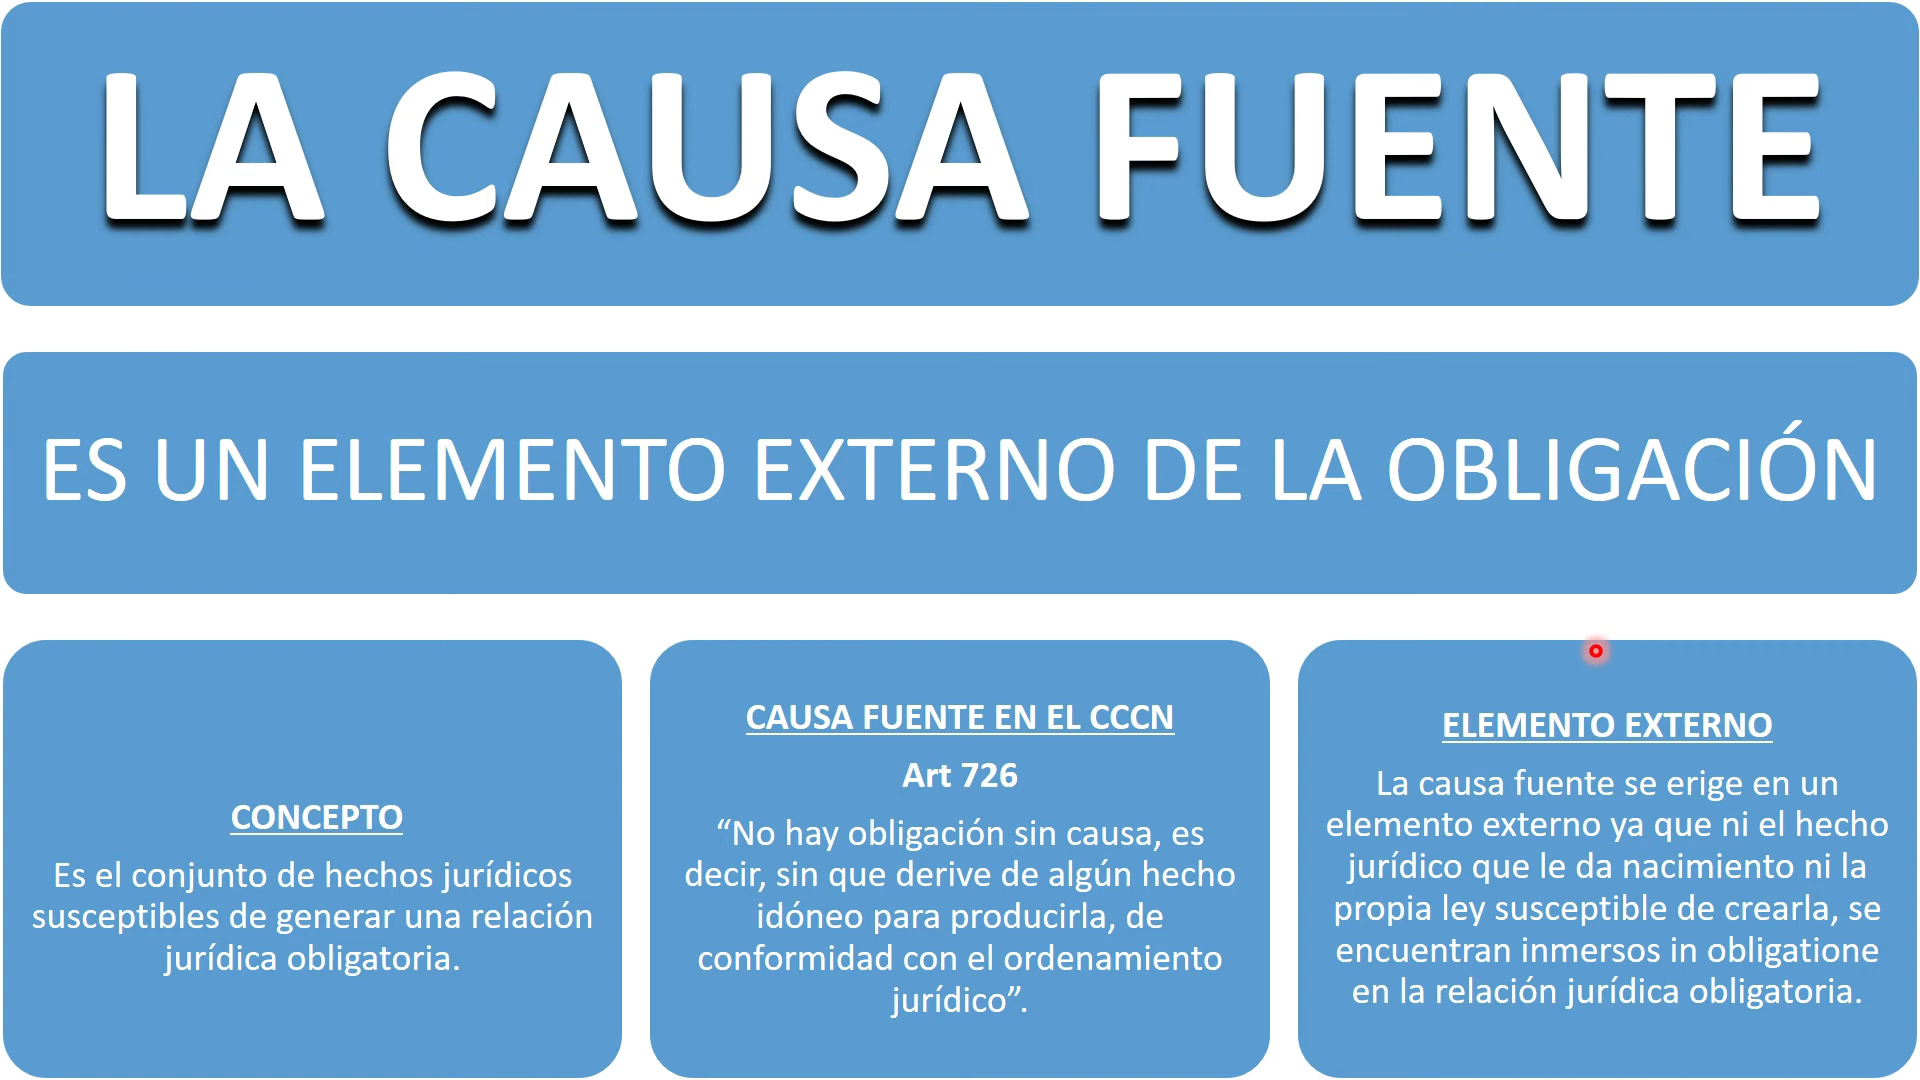 LA CAUSA FUENTE
ES UN ELEMENTO EXTERNO DE LA OBLIGACIÓN
CONCEPTO
Es el conjunto de hechos jurídicos
susceptibles de generar una relación
jurídica obligatoria.
CAUSA FUENTE EN EL CCCN
Art 726
“No hay obligación sin causa, es
decir, sin que derive de algún hecho
idóneo para producirla, de
conformidad con el ordenamiento
jurídico”.
ELEMENTO EXTERNO
La causa fuente se erige en un
elemento externo ya que ni el hecho
jurídico que le da nacimiento ni la
propia ley susceptible de crearla, se
encuentran inmersos in obligatione
en la relación jurídica obligatoria.